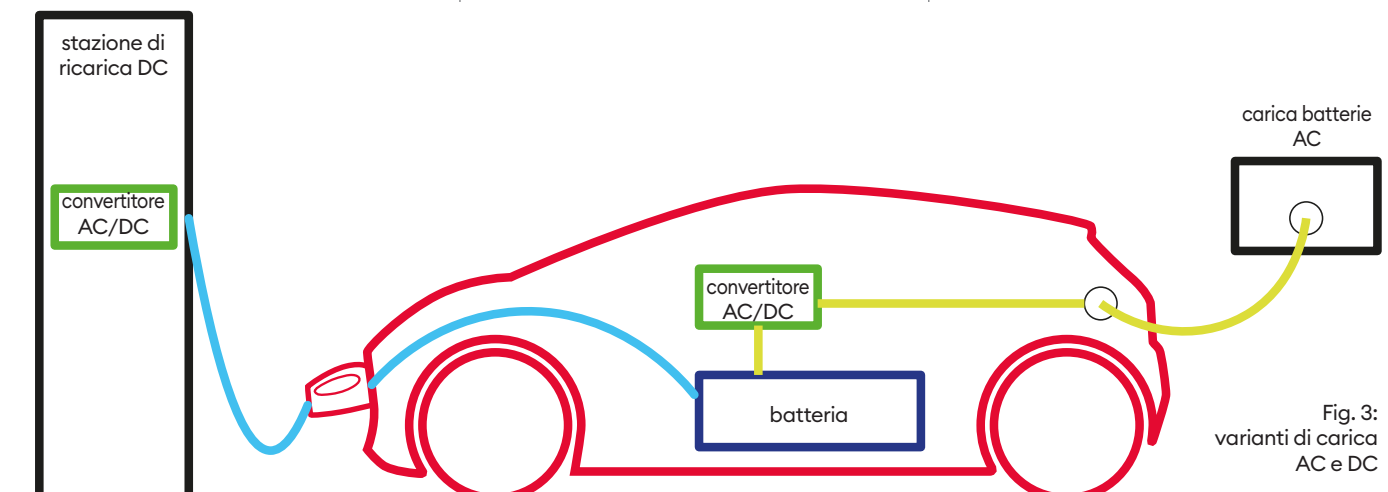 stazione di
ricarica DC
convertitore
AC/DC
convertitore
AC/DC
batteria
carica batterie
AC
Fig. 3:
varianti di carica
AC e DC